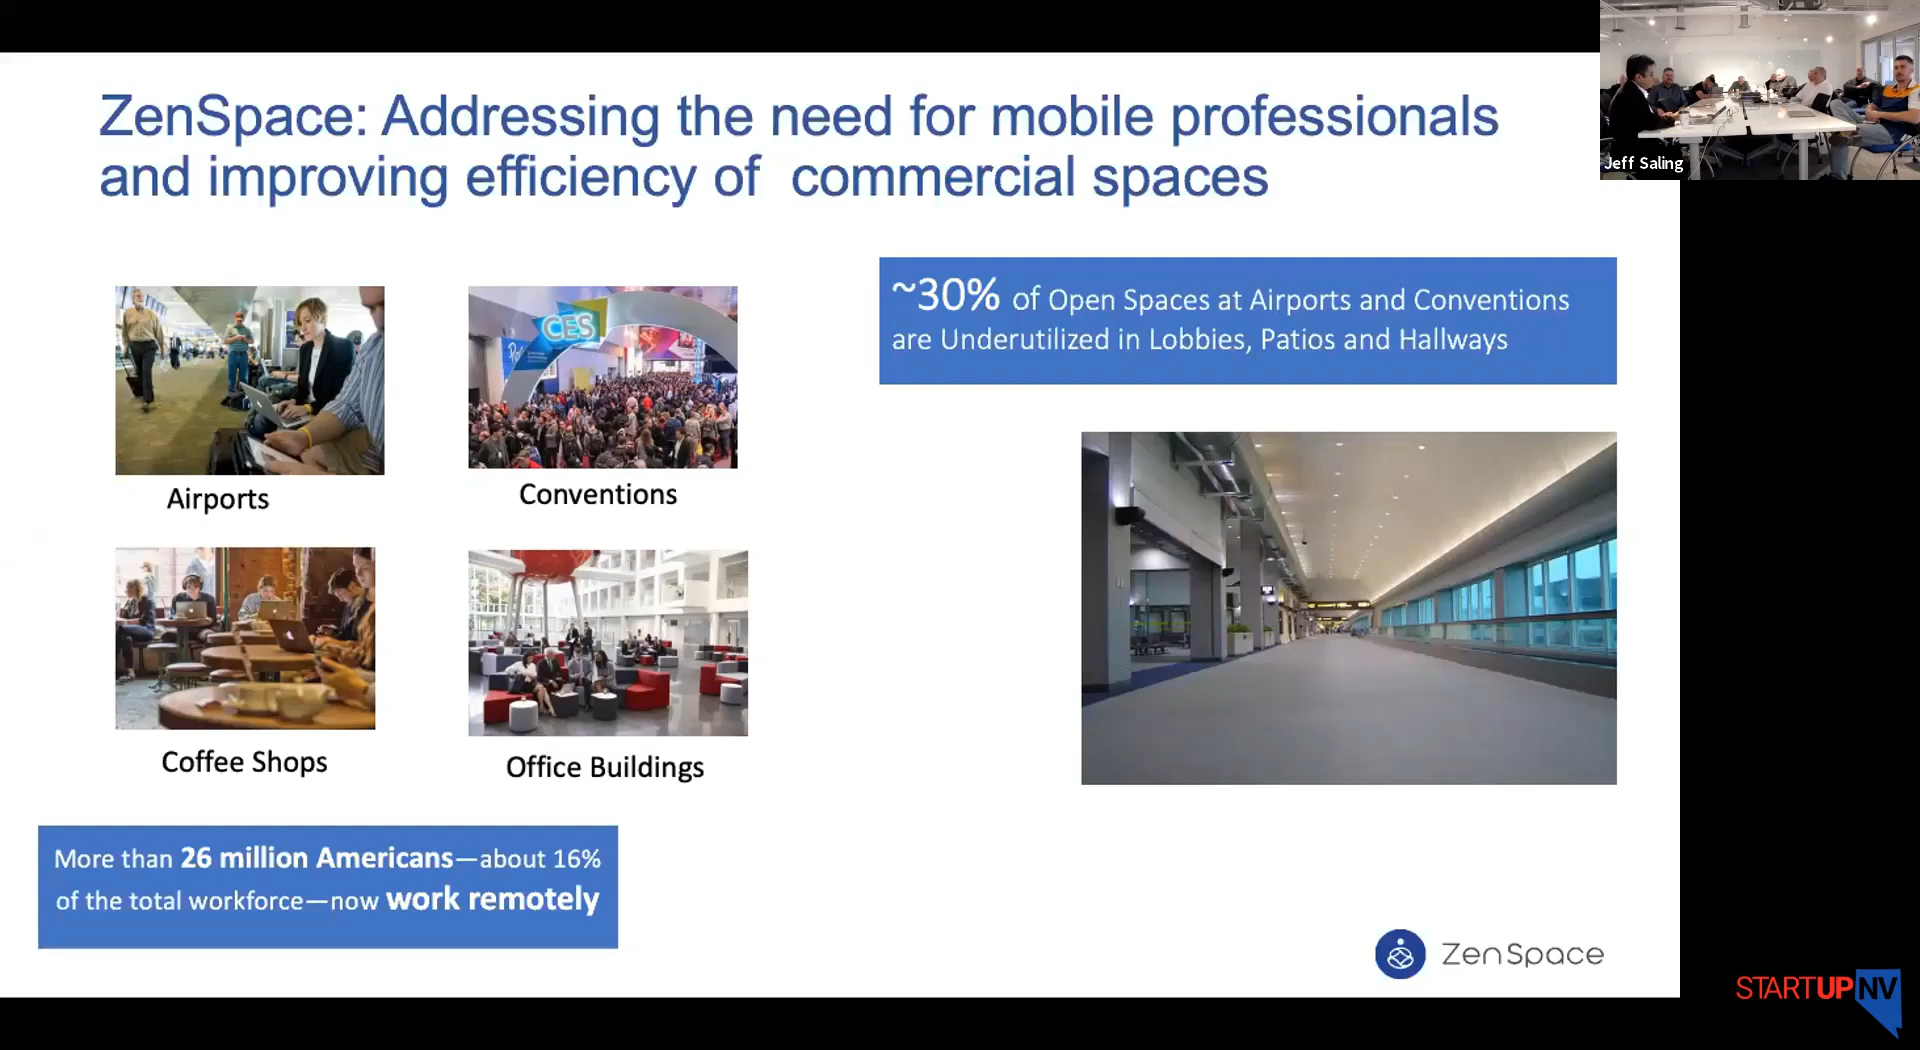 ZenSpace: Addressing the need for mobile professionals
and improving efficiency of commercial spaces
Jeff Saling
~30% of Open Spaces at Airports and Conventions
are Underutilized in Lobbies, Patios and Hallways
CES
Airports
Conventions
Coffee Shops
Office Buildings
More than 26 million Americans—about 16%
of the total workforce—now work remotely
ZenSpace
STARTUPNV